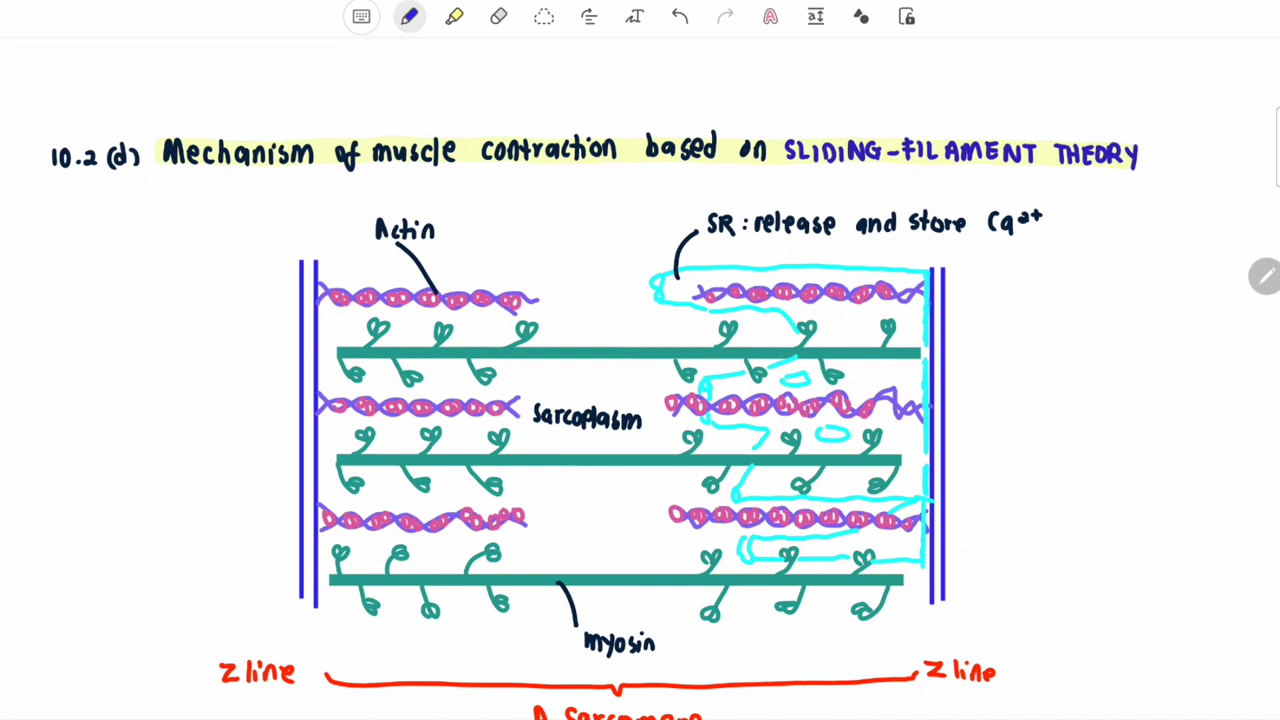 10.2 (d) Mechanism of muscle contraction based on SLIDING-FILAMENT THEORY
Actin
SR: release and store Ca²⁺
sarcoplasm
myosin
Z line
Z line
A sarcomere